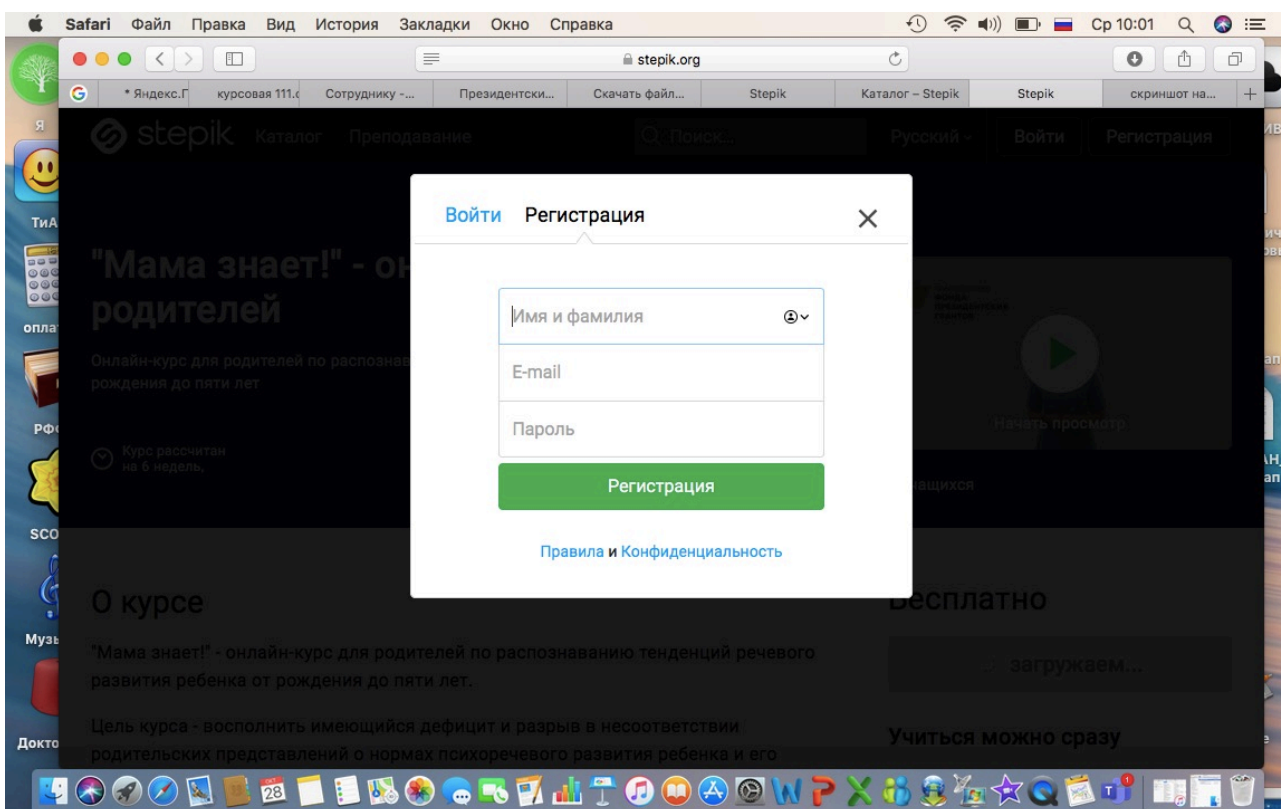 Safari Файл Правка Вид История Закладки Окно Справка Ср 10:01
stepik.org
* Яндекс.П курсовая 111.d Сотруднику -... Президентски... Скачать файл... Stepik Каталог – Stepik Stepik скриншот на...
stepik Каталог Преподавание Поиск... Русский Войти Регистрация
Войти Регистрация
"Мама знает!" - он
родителей
Онлайн-курс для родителей по распознав
рождения до пяти лет
Курс рассчитан
на 6 недель,
Имя и фамилия
E-mail
Пароль
Регистрация
Правила и Конфиденциальность
Начать просмотр
ащихся
О курсе
"Мама знает!" - онлайн-курс для родителей по распознаванию тенденций речевого
развития ребенка от рождения до пяти лет.
Цель курса - восполнить имеющийся дефицит и разрыв в несоответствии
родительских представлений о нормах психоречевого развития ребенка и его
Бесплатно
загружаем...
Учиться можно сразу
Я
ТиА
опла
РФ
SCO
Музы
Докто
ОКТ
28